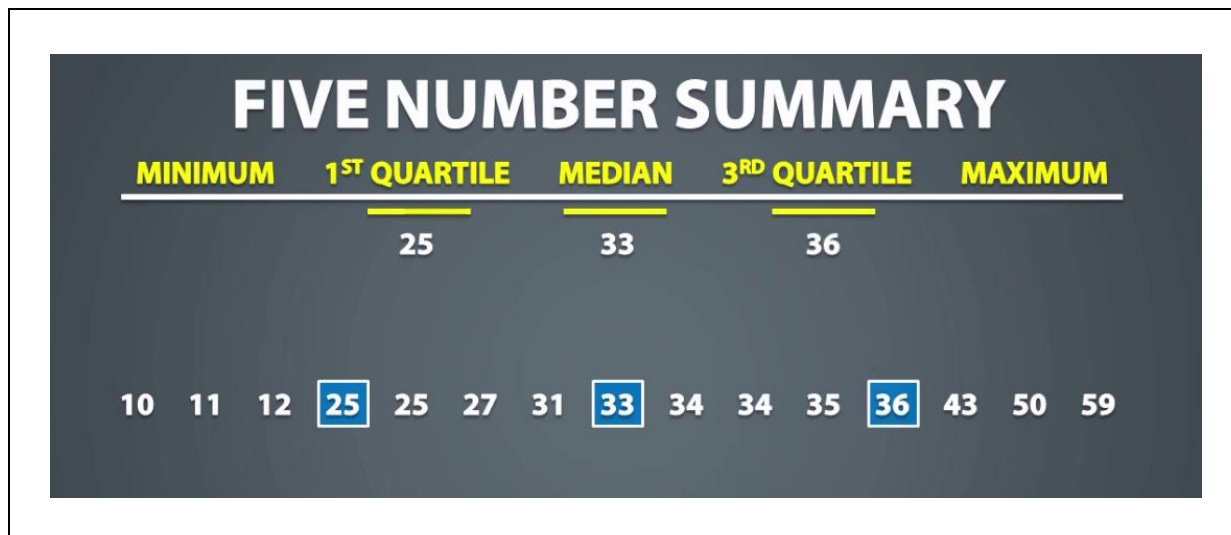 FIVE NUMBER SUMMARY
MINIMUM 1ST QUARTILE MEDIAN 3RD QUARTILE MAXIMUM
25 33 36
10 11 12 25 25 27 31 33 34 34 35 36 43 50 59